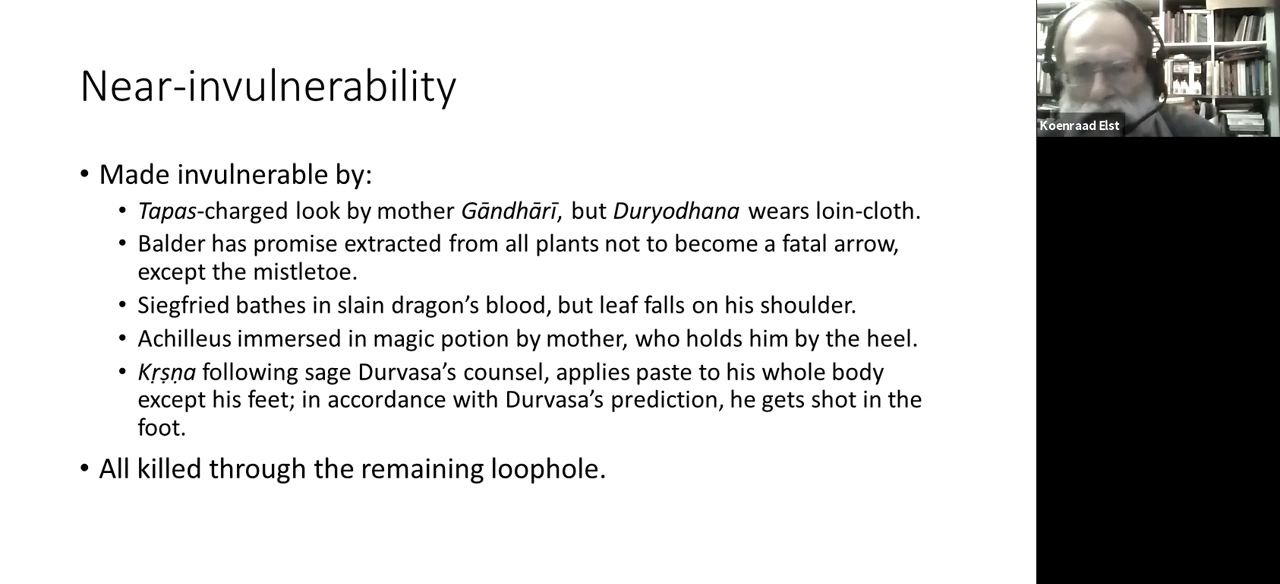 Near-invulnerability
• Made invulnerable by:
• Tapas-charged look by mother Gāndhārī, but Duryodhana wears loin-cloth.
• Balder has promise extracted from all plants not to become a fatal arrow,
except the mistletoe.
• Siegfried bathes in slain dragon's blood, but leaf falls on his shoulder.
• Achilleus immersed in magic potion by mother, who holds him by the heel.
• Kṛṣṇa following sage Durvasa's counsel, applies paste to his whole body
except his feet; in accordance with Durvasa's prediction, he gets shot in the
foot.
• All killed through the remaining loophole.
Koenraad Elst